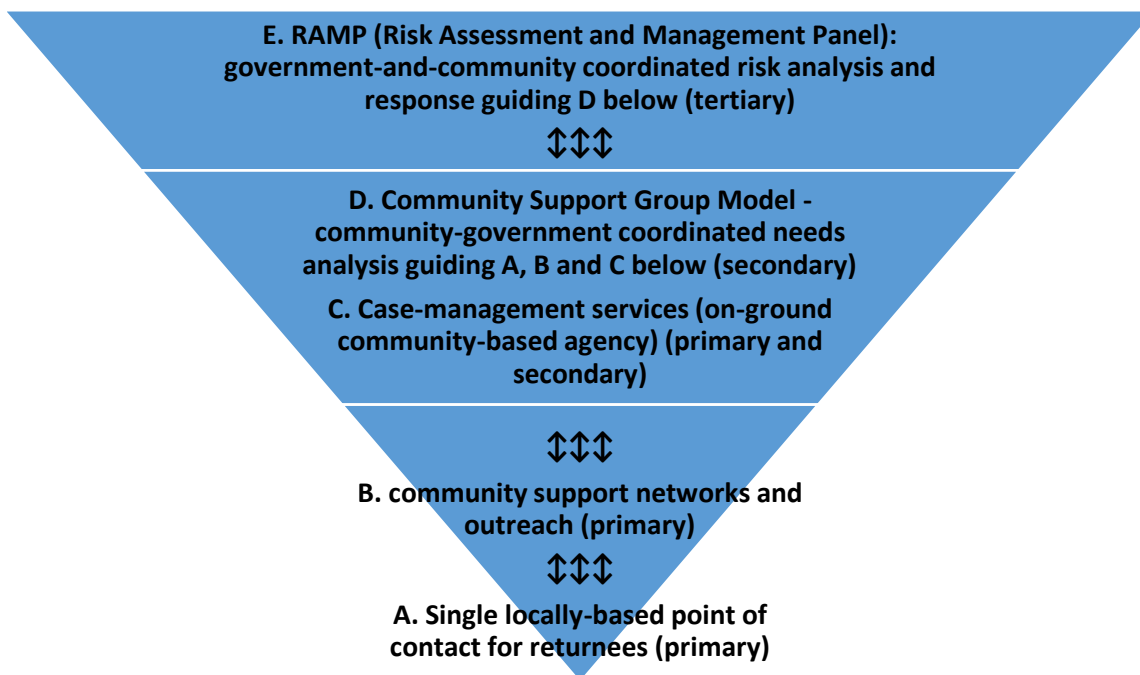 E. RAMP (Risk Assessment and Management Panel):
government-and-community coordinated risk analysis and
response guiding D below (tertiary)
↕↕↕
D. Community Support Group Model -
community-government coordinated needs
analysis guiding A, B and C below (secondary)
C. Case-management services (on-ground
community-based agency) (primary and
secondary)
↕↕↕
B. community support networks and
outreach (primary)
↕↕↕
A. Single locally-based point of
contact for returnees (primary)